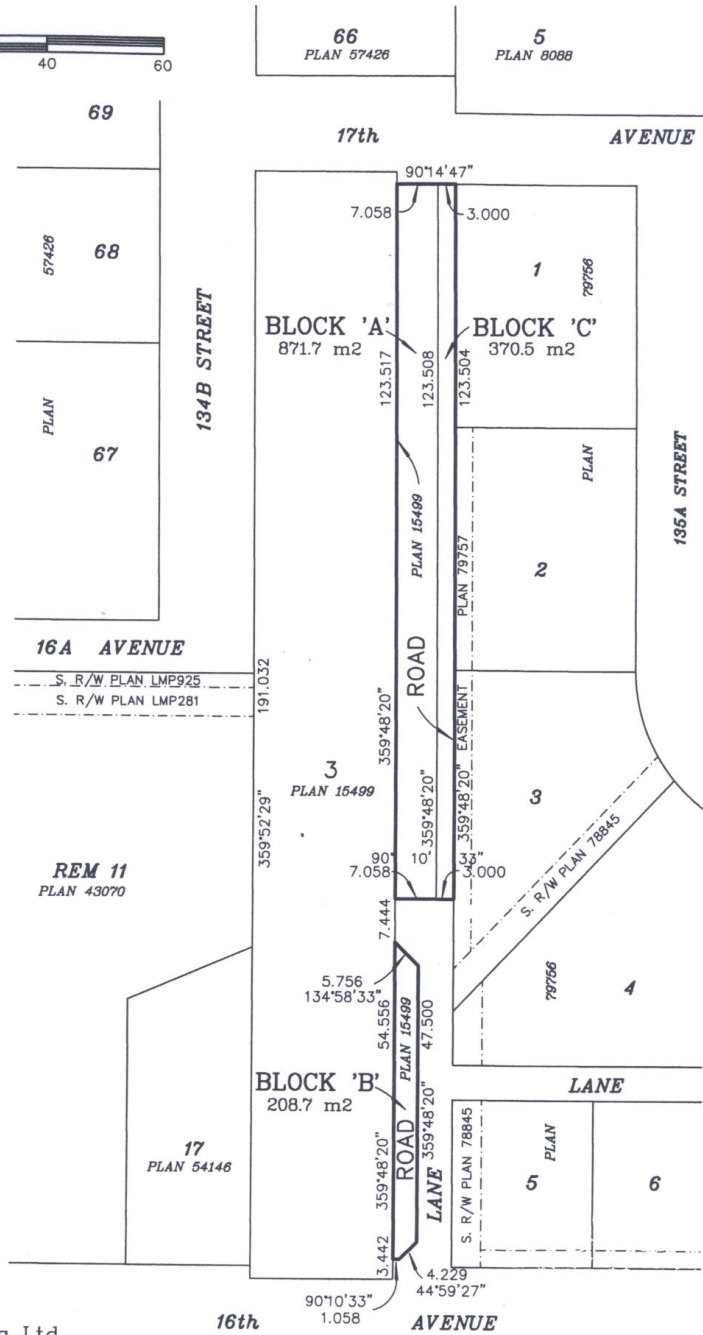 40 60
66
PLAN 57426
5
PLAN 8088
69
17th AVENUE
90°14'47"
7.058
3.000
57426
68
1
79756
134B STREET
BLOCK 'A'
871.7 m2
BLOCK 'C'
370.5 m2
123.517
123.508
123.504
PLAN
67
PLAN
135A STREET
PLAN 15499
2
PLAN 79757
16A AVENUE
S. R/W PLAN LMP925
S. R/W PLAN LMP281
191.032
ROAD
EASEMENT
359°48'20"
359°48'20"
359°48'20"
3
PLAN 15499
3
359°52'29"
S. R/W PLAN 78845
REM 11
PLAN 43070
90° 10' 33"
7.058
3.000
7.444
5.756
134°58'33"
79756
4
54.556
PLAN 15499
47.500
BLOCK 'B'
208.7 m2
LANE
17
PLAN 54146
359°48'20"
ROAD
359°48'20"
LANE
S. R/W PLAN 78845
PLAN
5
6
3.442
4.229
44°59'27"
90°10'33"
1.058
16th AVENUE
Ltd